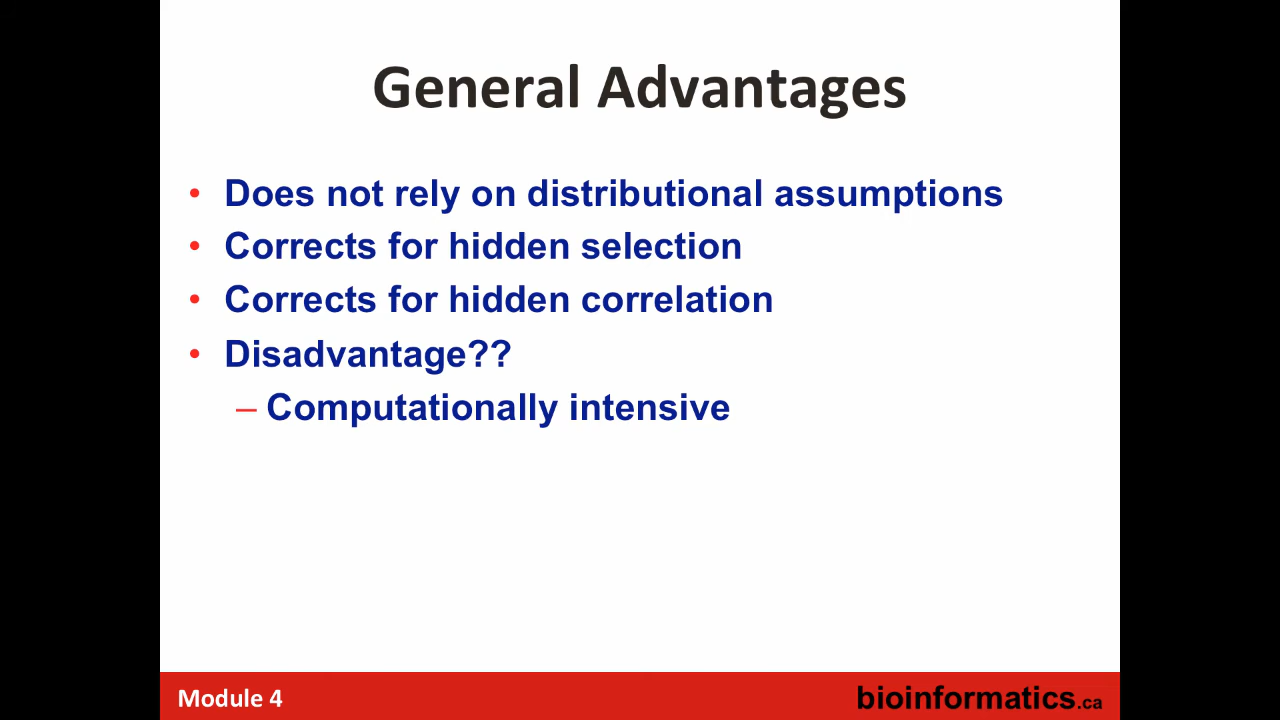 General Advantages
• Does not rely on distributional assumptions
• Corrects for hidden selection
• Corrects for hidden correlation
• Disadvantage??
– Computationally intensive
Module 4
bioinformatics.ca